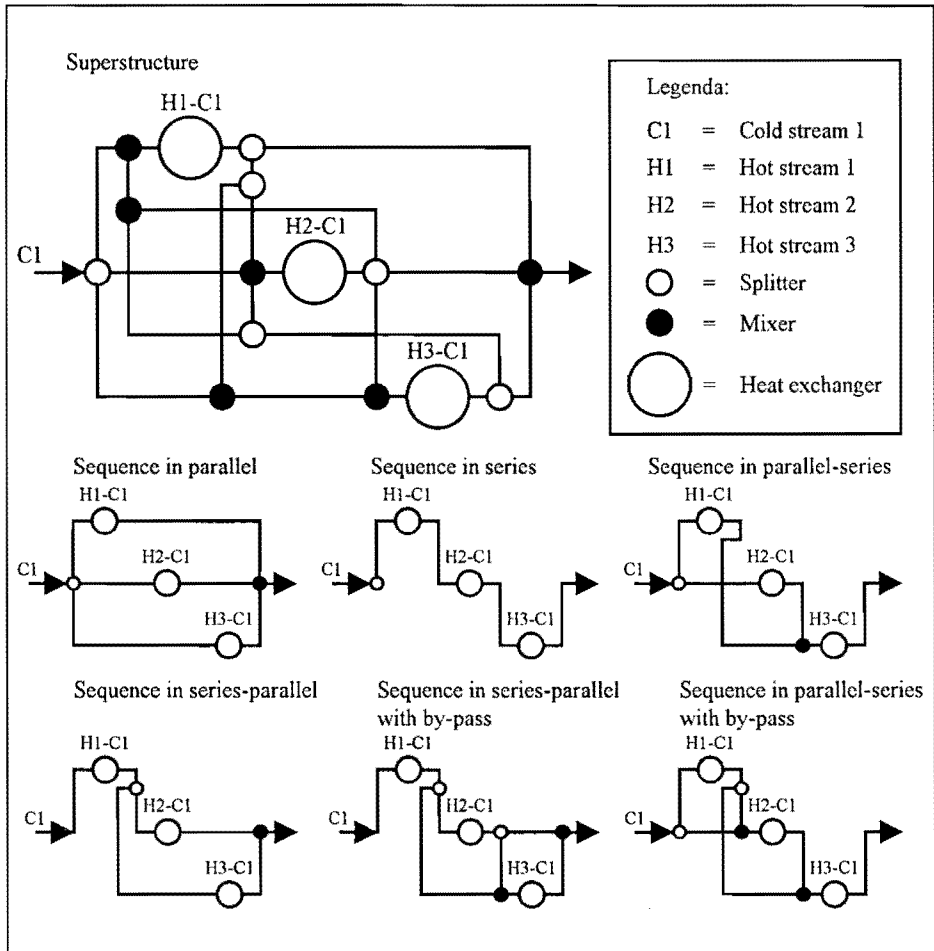 Superstructure
H1-C1
C1
H2-C1
H3-C1
Legenda:
C1 = Cold stream 1
H1 = Hot stream 1
H2 = Hot stream 2
H3 = Hot stream 3
= Splitter
= Mixer
= Heat exchanger
Sequence in parallel
H1-C1
C1
H2-C1
H3-C1
Sequence in series
H1-C1
C1
H2-C1
H3-C1
Sequence in parallel-series
H1-C1
C1
H2-C1
H3-C1
Sequence in series-parallel
H1-C1
C1
H2-C1
H3-C1
Sequence in series-parallel
with by-pass
H1-C1
C1
H2-C1
H3-C1
Sequence in parallel-series
with by-pass
H1-C1
C1
H2-C1
H3-C1